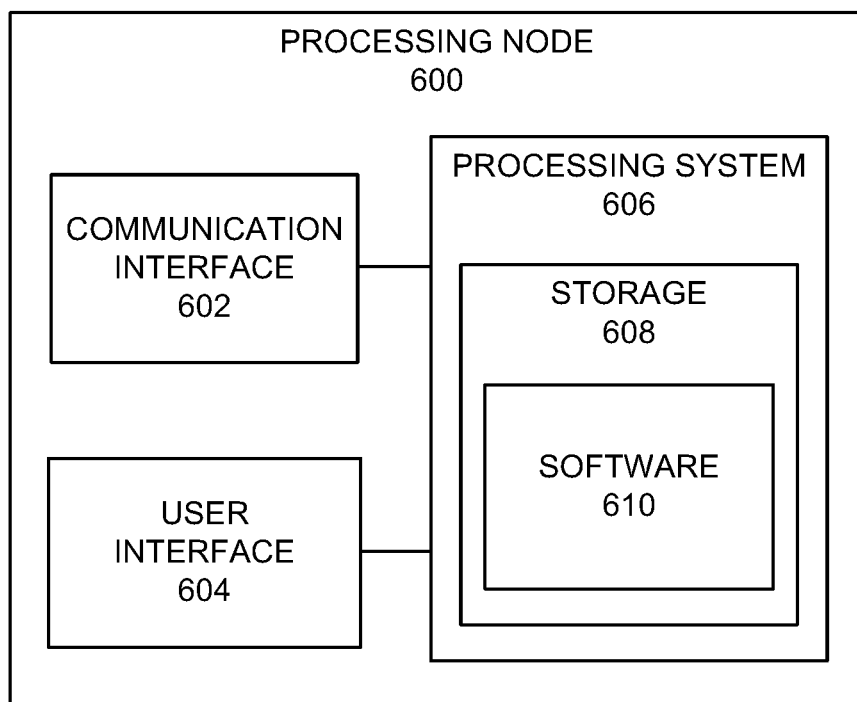 PROCESSING NODE
600
COMMUNICATION
INTERFACE
602
USER
INTERFACE
604
PROCESSING SYSTEM
606
STORAGE
608
SOFTWARE
610